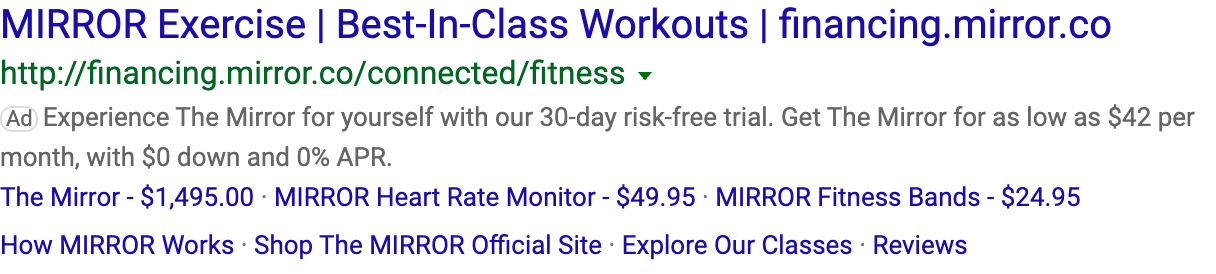 MIRROR Exercise | Best-In-Class Workouts | financing.mirror.co
http://financing.mirror.co/connected/fitness
Ad Experience The Mirror for yourself with our 30-day risk-free trial. Get The Mirror for as low as $42 per
month, with $0 down and 0% APR.
The Mirror - $1,495.00 · MIRROR Heart Rate Monitor - $49.95 · MIRROR Fitness Bands - $24.95
How MIRROR Works · Shop The MIRROR Official Site · Explore Our Classes · Reviews